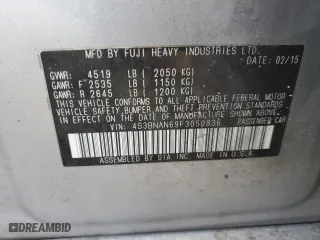 MFD BY FUJI HEAVY INDUSTRIES LTD.
DATE: 02/15
GVWR: 4519 LB ( 2050 KG)
GAWR: F 2535 LB ( 1150 KG)
GAWR: R 2645 LB ( 1200 KG)
THIS VEHICLE CONFORMS TO ALL APPLICABLE FEDERAL MOTOR
VEHICLE SAFETY BUMPER, AND THEFT PREVENTION STANDARDS
IN EFFECT ON THE DATE OF MANUFACTURE SHOWN ABOVE.
VIN: 4S3BNAN69F3050836
PASSENGER CAR
ASSEMBLED BY SIA, INC. MADE IN U.S.A.
DREAMBID